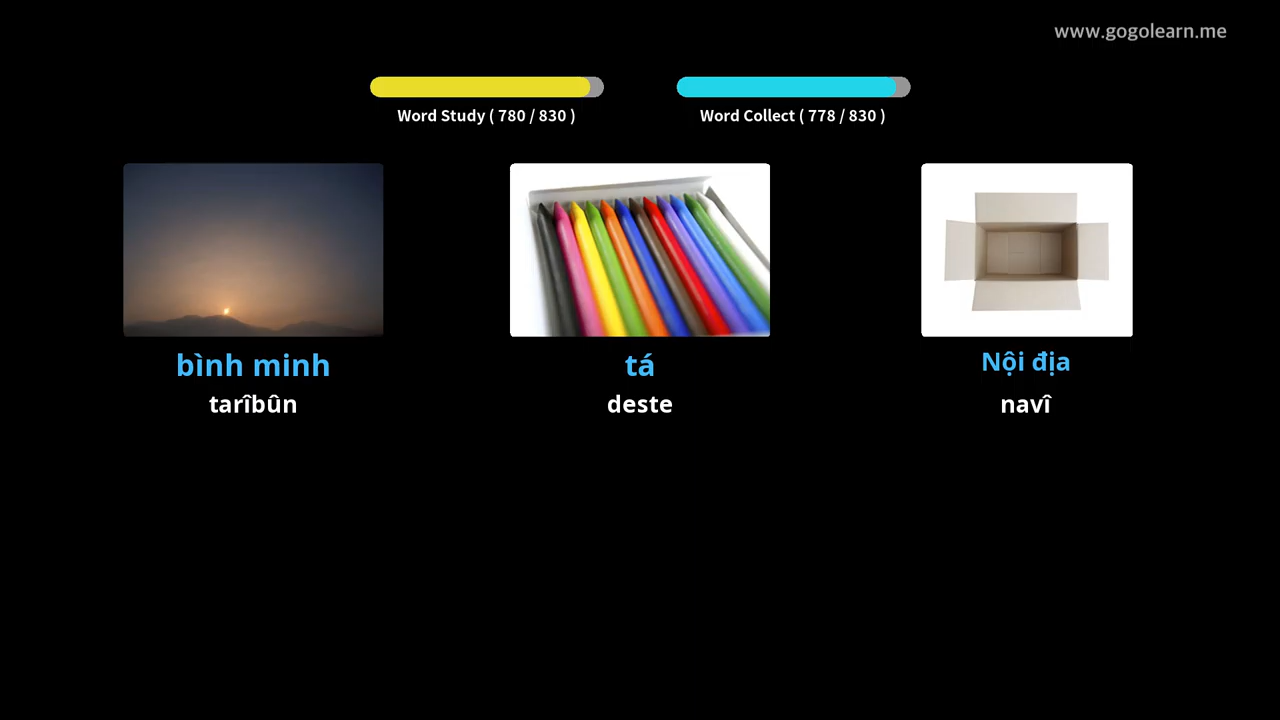 www.gogolearn.me
Word Study ( 780 / 830 )
Word Collect ( 778 / 830 )
bình minh
tarîbûn
tá
deste
Nội địa
navî